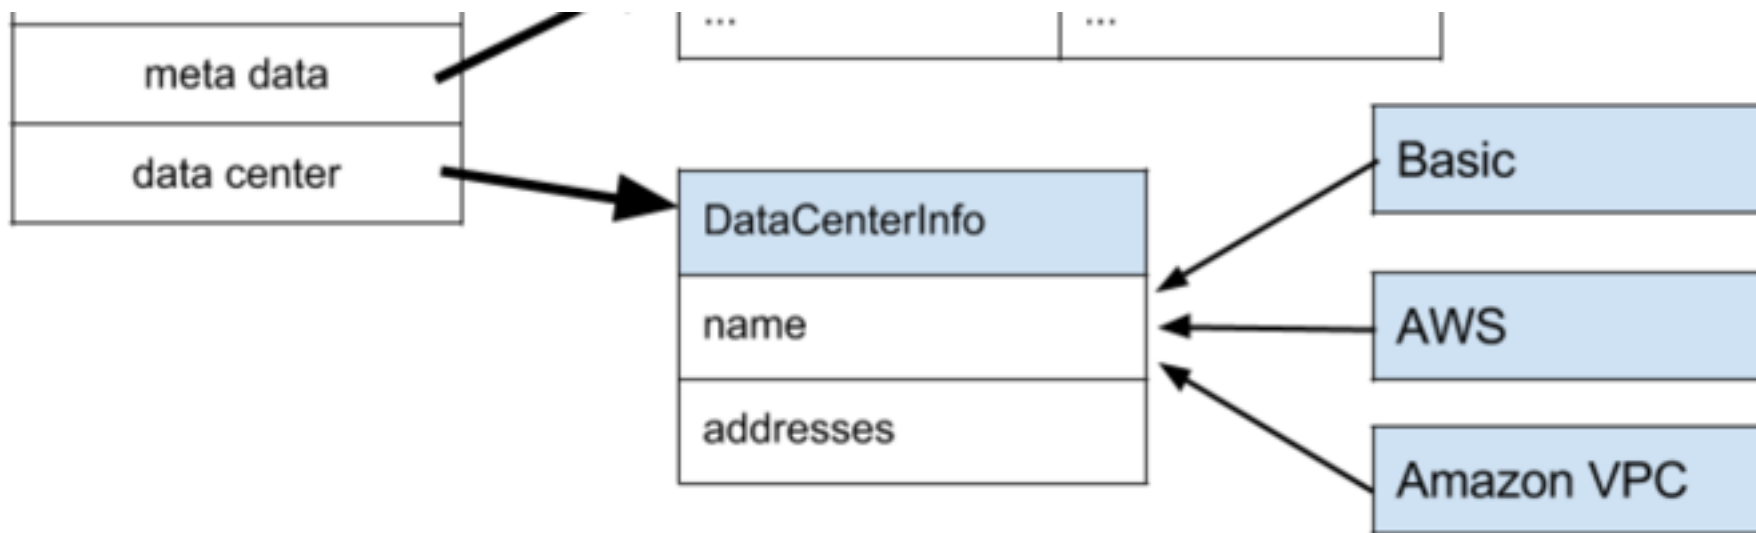 ... ...
meta data
data center
DataCenterInfo
name
addresses
Basic
AWS
Amazon VPC